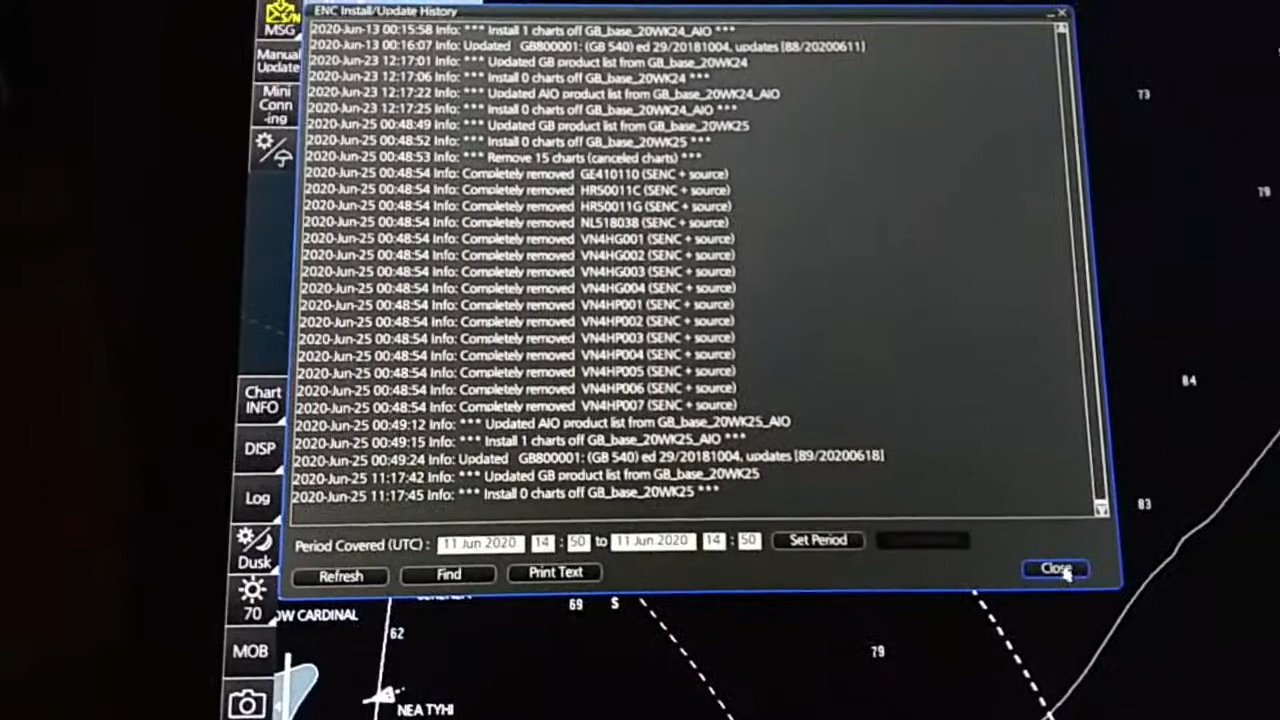 ENC Install/Update History
S/N
MSG
Manual
Update
Mini
Conn
-ing
2020-Jun-13 00:15:58 Info: *** Install 1 charts off GB_base_20WK24_AIO ***
2020-Jun-13 00:16:07 Info: Updated GB800001: (GB 540) ed 29/20181004, updates [88/20200611]
2020-Jun-23 12:17:01 Info: *** Updated GB product list from GB_base_20WK24
2020-Jun-23 12:17:06 Info: *** Install 0 charts off GB_base_20WK24 ***
2020-Jun-23 12:17:22 Info: *** Updated AIO product list from GB_base_20WK24_AIO
2020-Jun-23 12:17:25 Info: *** Install 0 charts off GB_base_20WK24_AIO ***
2020-Jun-25 00:48:49 Info: *** Updated GB product list from GB_base_20WK25
2020-Jun-25 00:48:52 Info: *** Install 0 charts off GB_base_20WK25 ***
2020-Jun-25 00:48:53 Info: *** Remove 15 charts (canceled charts) ***
2020-Jun-25 00:48:54 Info: Completely removed GE410110 (SENC + source)
2020-Jun-25 00:48:54 Info: Completely removed HR50011C (SENC + source)
2020-Jun-25 00:48:54 Info: Completely removed HR50011G (SENC + source)
2020-Jun-25 00:48:54 Info: Completely removed NL518038 (SENC + source)
2020-Jun-25 00:48:54 Info: Completely removed VN4HG001 (SENC + source)
2020-Jun-25 00:48:54 Info: Completely removed VN4HG002 (SENC + source)
2020-Jun-25 00:48:54 Info: Completely removed VN4HG003 (SENC + source)
2020-Jun-25 00:48:54 Info: Completely removed VN4HG004 (SENC + source)
2020-Jun-25 00:48:54 Info: Completely removed VN4HP001 (SENC + source)
2020-Jun-25 00:48:54 Info: Completely removed VN4HP002 (SENC + source)
2020-Jun-25 00:48:54 Info: Completely removed VN4HP003 (SENC + source)
2020-Jun-25 00:48:54 Info: Completely removed VN4HP004 (SENC + source)
2020-Jun-25 00:48:54 Info: Completely removed VN4HP005 (SENC + source)
2020-Jun-25 00:48:54 Info: Completely removed VN4HP006 (SENC + source)
2020-Jun-25 00:48:54 Info: Completely removed VN4HP007 (SENC + source)
2020-Jun-25 00:49:12 Info: *** Updated AIO product list from GB_base_20WK25_AIO
2020-Jun-25 00:49:15 Info: *** Install 1 charts off GB_base_20WK25_AIO ***
2020-Jun-25 00:49:24 Info: Updated GB800001: (GB 540) ed 29/20181004, updates [89/20200618]
2020-Jun-25 11:17:42 Info: *** Updated GB product list from GB_base_20WK25
2020-Jun-25 11:17:45 Info: *** Install 0 charts off GB_base_20WK25 ***
Period Covered (UTC) : 11 Jun 2020 14 : 50 to 11 Jun 2020 14 : 50 Set Period
Refresh Find Print Text Close
Chart
INFO
DISP
Log
Dusk
70
MOB
73
79
84
83
OW CARDINAL
62
69 S
79
NEA TYHI